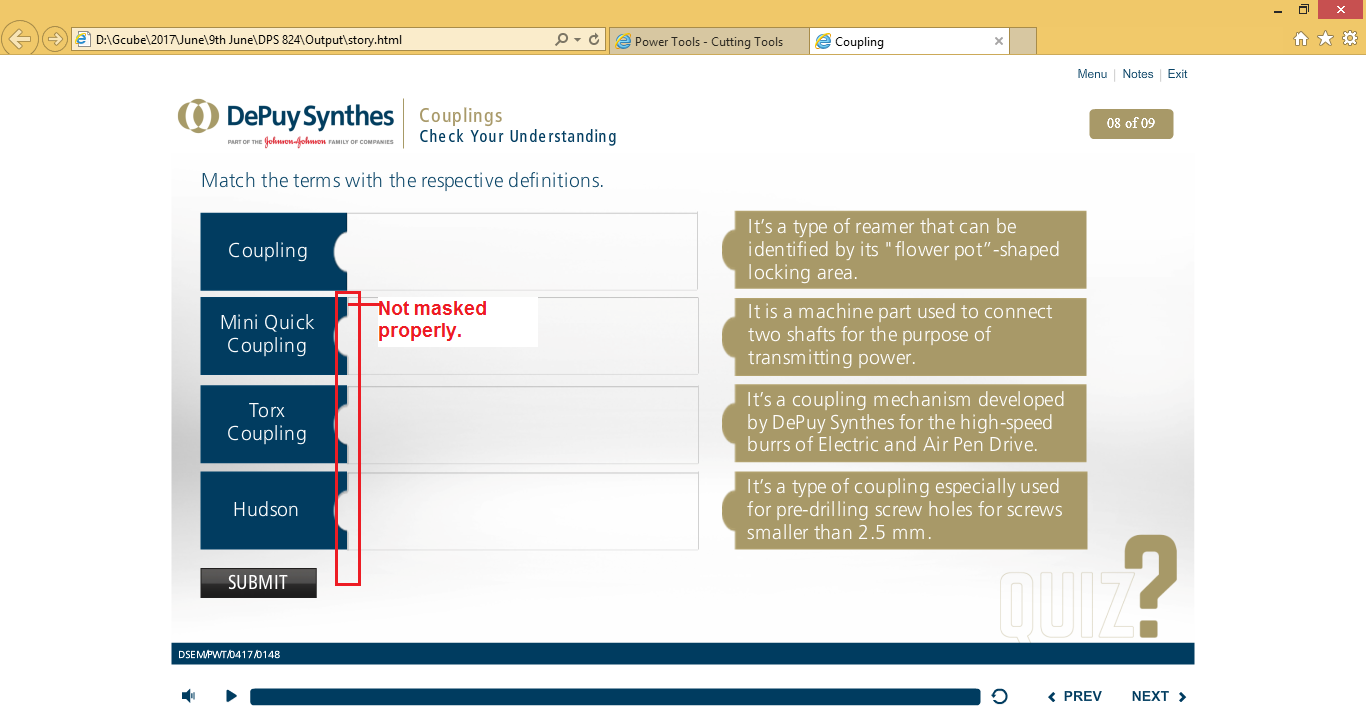 D:\Gcube\2017\June\9th June\DPS 824\Output\story.html
Power Tools - Cutting Tools
Coupling
Menu | Notes | Exit
DePuy Synthes
PART OF THE Johnson & Johnson FAMILY OF COMPANIES
Couplings
Check Your Understanding
08 of 09
Match the terms with the respective definitions.
Coupling
It's a type of reamer that can be
identified by its "flower pot”-shaped
locking area.
Mini Quick
Coupling
Not masked
properly.
It is a machine part used to connect
two shafts for the purpose of
transmitting power.
Torx
Coupling
It’s a coupling mechanism developed
by DePuy Synthes for the high-speed
burrs of Electric and Air Pen Drive.
Hudson
It’s a type of coupling especially used
for pre-drilling screw holes for screws
smaller than 2.5 mm.
SUBMIT
QUIZ?
DSEM/PWT/0417/0148
PREV
NEXT